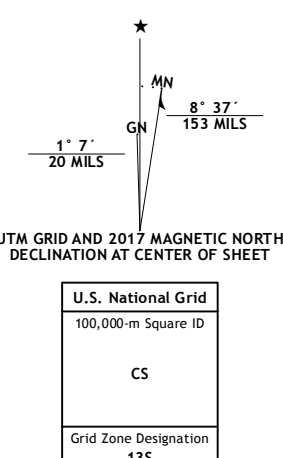 ★
MN
8° 37´
153 MILS
GN
1° 7´
20 MILS
UTM GRID AND 2017 MAGNETIC NORTH
DECLINATION AT CENTER OF SHEET
U.S. National Grid
100,000-m Square ID
CS
Grid Zone Designation
13S